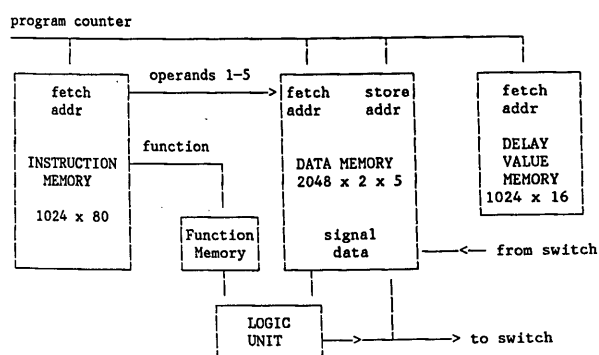 program counter
operands 1–5
fetch
addr
fetch
addr
store
addr
fetch
addr
function
INSTRUCTION
MEMORY
1024 x 80
DATA MEMORY
2048 x 2 x 5
DELAY
VALUE
MEMORY
1024 x 16
Function
Memory
signal
data
from switch
LOGIC
UNIT
to switch